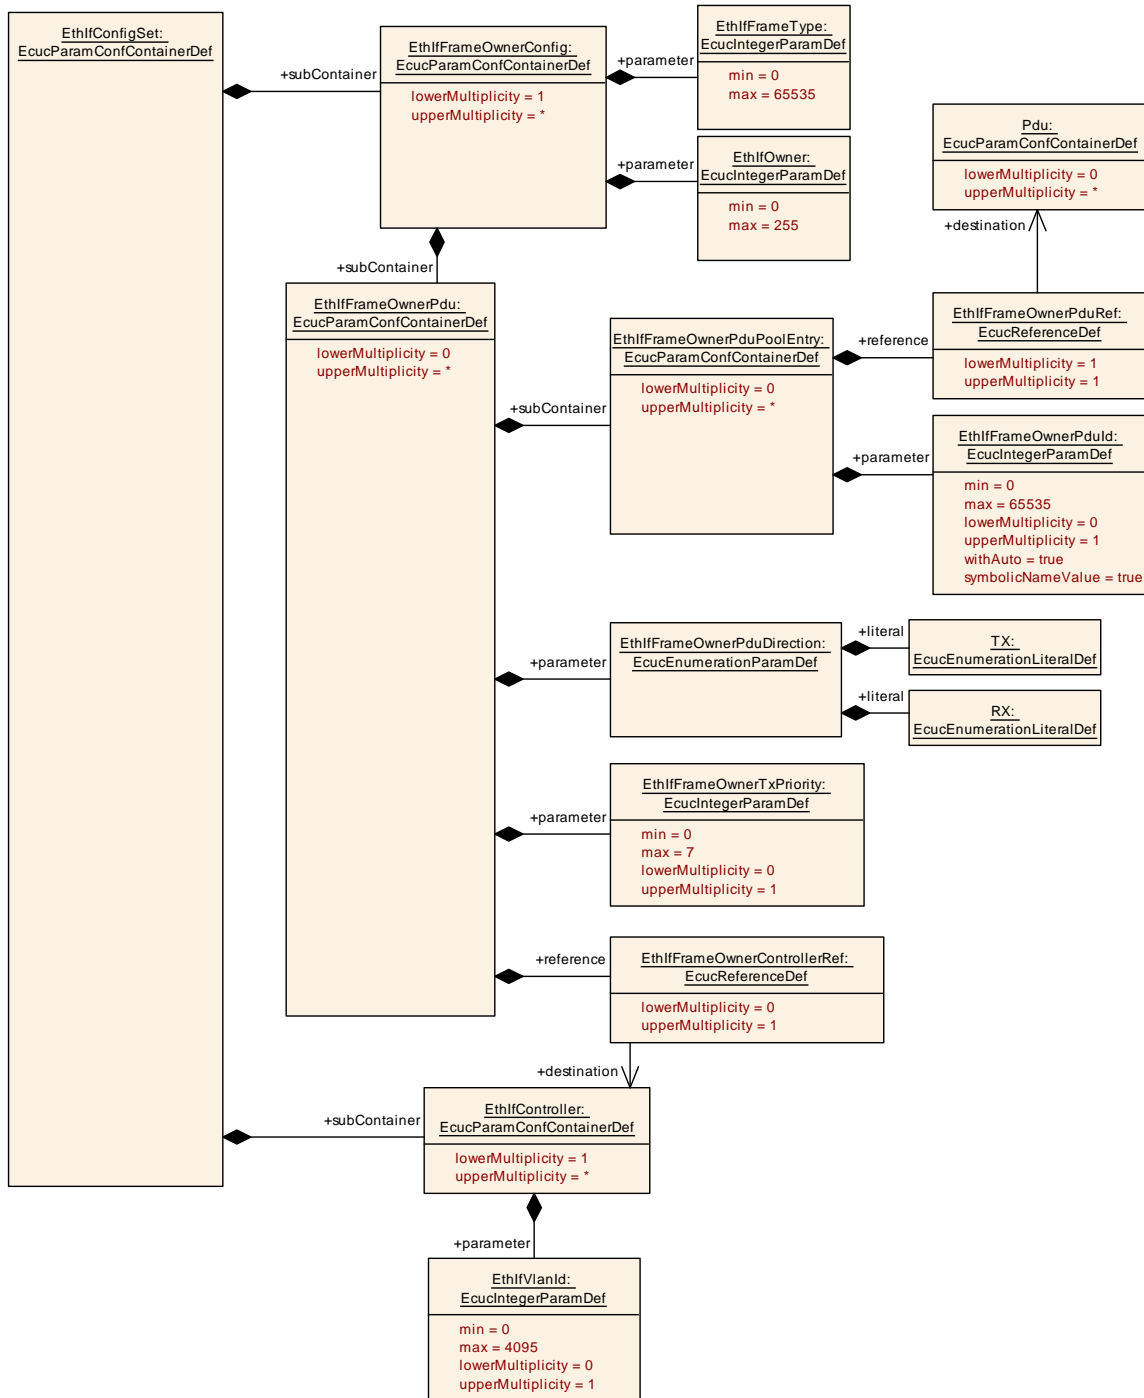 EthIfConfigSet:
EcucParamConfContainerDef
+subContainer
EthIfFrameOwnerConfig:
EcucParamConfContainerDef
lowerMultiplicity = 1
upperMultiplicity = *
+parameter
EthIfFrameType:
EcucIntegerParamDef
min = 0
max = 65535
+parameter
EthIfOwner:
EcucIntegerParamDef
min = 0
max = 255
Pdu:
EcucParamConfContainerDef
lowerMultiplicity = 0
upperMultiplicity = *
+destination
+subContainer
EthIfFrameOwnerPdu:
EcucParamConfContainerDef
lowerMultiplicity = 0
upperMultiplicity = *
+subContainer
EthIfFrameOwnerPduPoolEntry:
EcucParamConfContainerDef
lowerMultiplicity = 0
upperMultiplicity = *
+reference
EthIfFrameOwnerPduRef:
EcucReferenceDef
lowerMultiplicity = 1
upperMultiplicity = 1
+parameter
EthIfFrameOwnerPduId:
EcucIntegerParamDef
min = 0
max = 65535
lowerMultiplicity = 0
upperMultiplicity = 1
withAuto = true
symbolicNameValue = true
+parameter
EthIfFrameOwnerPduDirection:
EcucEnumerationParamDef
+literal
TX:
EcucEnumerationLiteralDef
+literal
RX:
EcucEnumerationLiteralDef
+parameter
EthIfFrameOwnerTxPriority:
EcucIntegerParamDef
min = 0
max = 7
lowerMultiplicity = 0
upperMultiplicity = 1
+reference
EthIfFrameOwnerControllerRef:
EcucReferenceDef
lowerMultiplicity = 0
upperMultiplicity = 1
+destination
+subContainer
EthIfController:
EcucParamConfContainerDef
lowerMultiplicity = 1
upperMultiplicity = *
+parameter
EthIfVlanId:
EcucIntegerParamDef
min = 0
max = 4095
lowerMultiplicity = 0
upperMultiplicity = 1